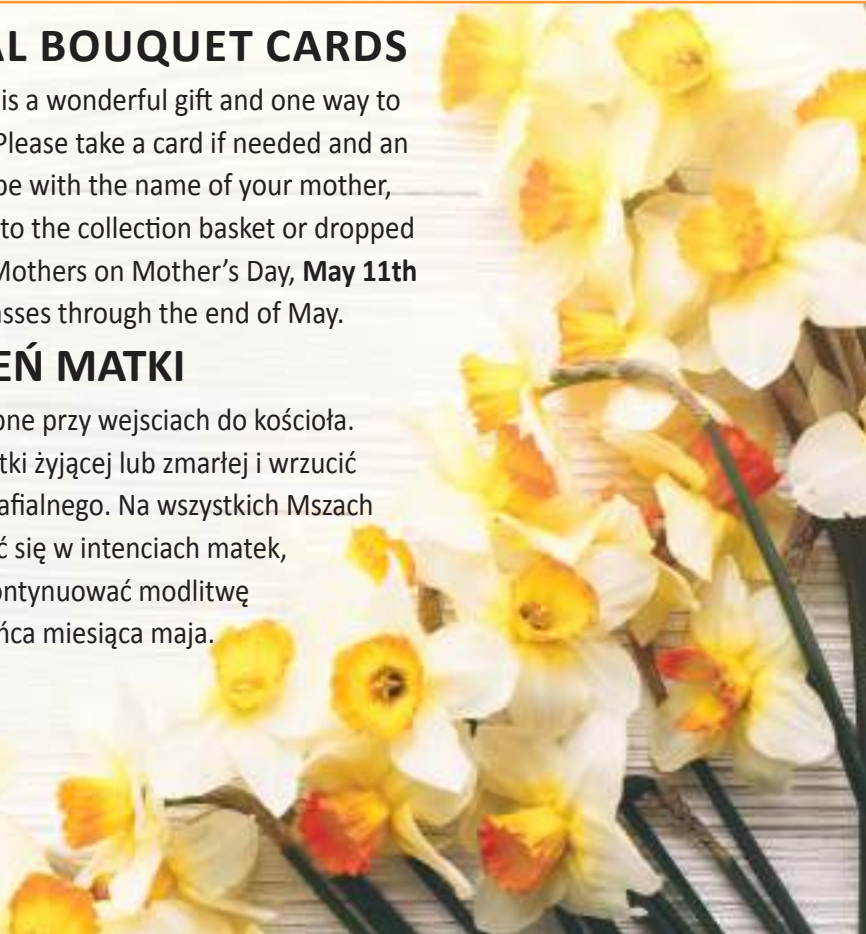 AL BOUQUET CARDS
is a wonderful gift and one way to
Please take a card if needed and an
pe with the name of your mother,
to the collection basket or dropped
Mothers on Mother’s Day, May 11th
asses through the end of May.
EŃ MATKI
pne przy wejsciach do kościoła.
tki żyjącej lub zmarłej i wrzucić
afialnego. Na wszystkich Mszach
ć się w intenciach matek,
ontynuować modlitwę
ńca miesiąca maja.